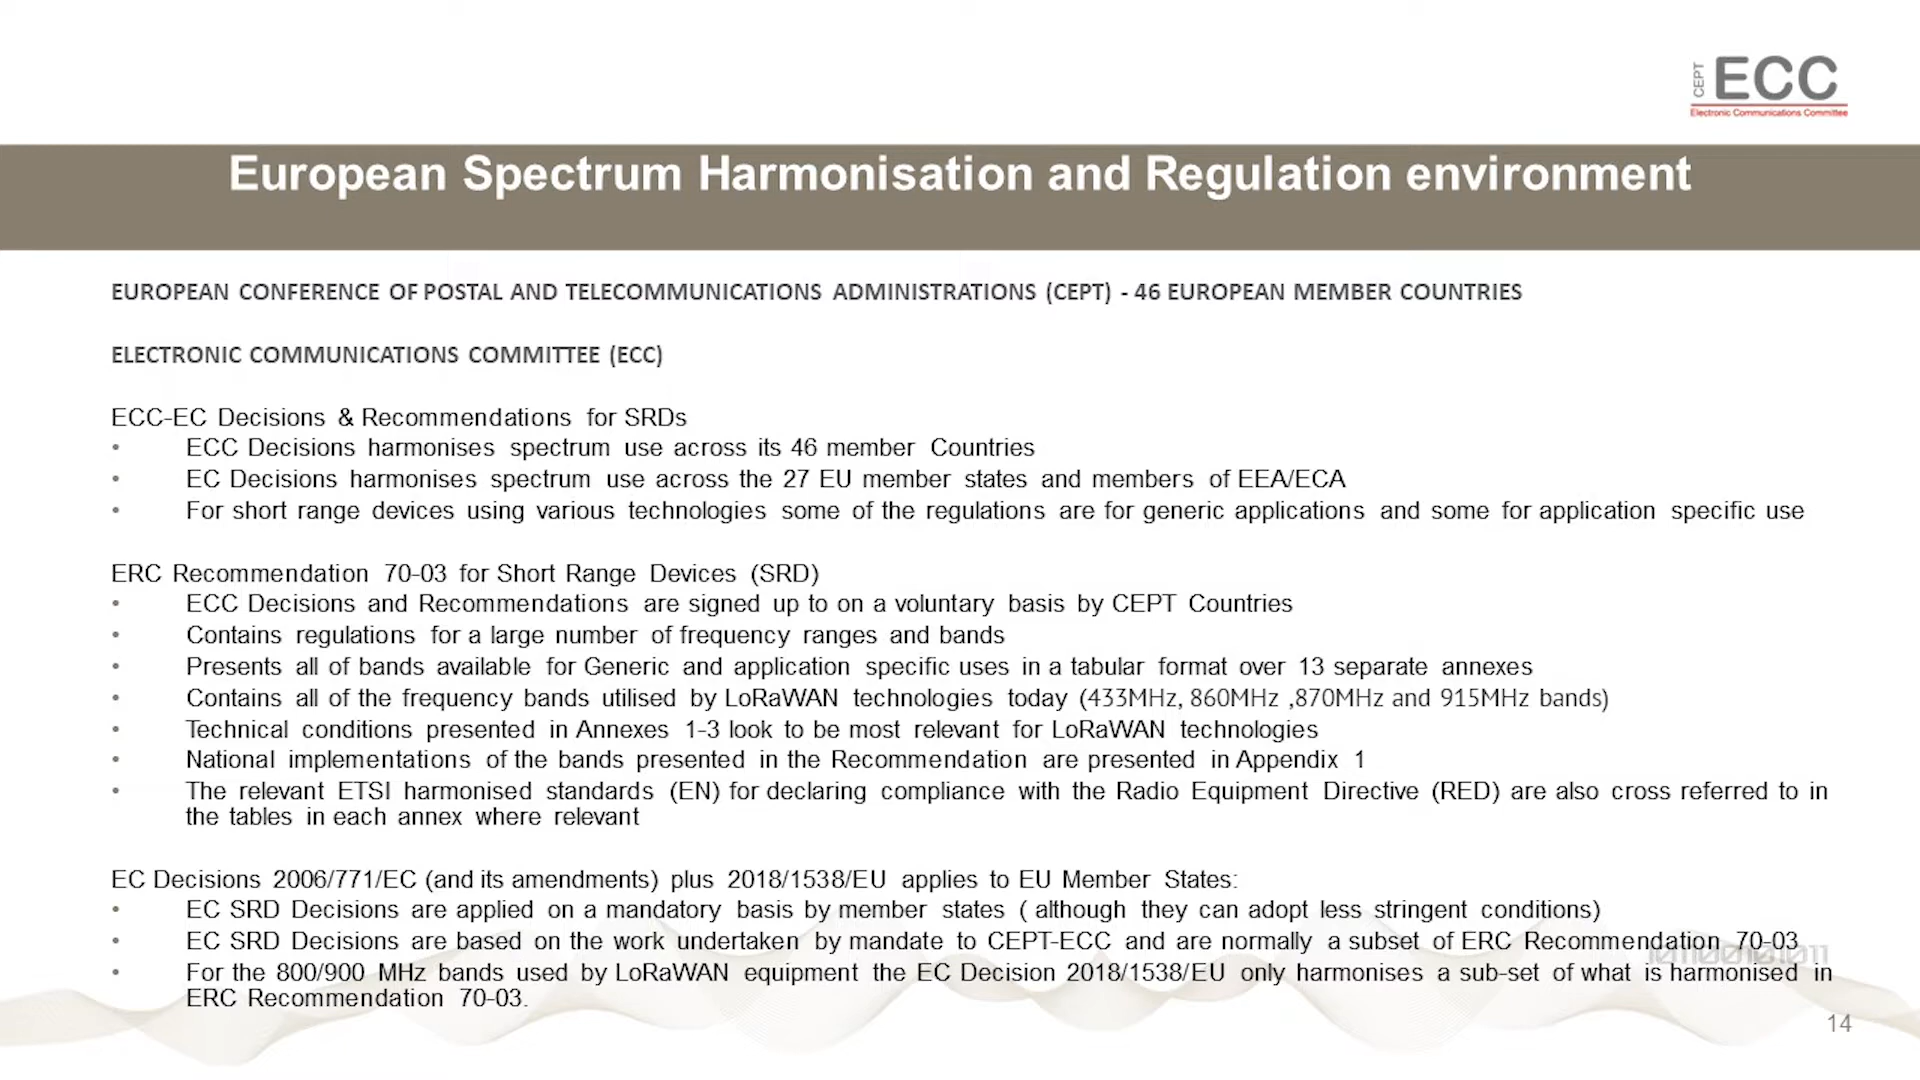 CEPT ECC
Electronic Communications Committee
European Spectrum Harmonisation and Regulation environment
EUROPEAN CONFERENCE OF POSTAL AND TELECOMMUNICATIONS ADMINISTRATIONS (CEPT) - 46 EUROPEAN MEMBER COUNTRIES
ELECTRONIC COMMUNICATIONS COMMITTEE (ECC)
ECC-EC Decisions & Recommendations for SRDs
• ECC Decisions harmonises spectrum use across its 46 member Countries
• EC Decisions harmonises spectrum use across the 27 EU member states and members of EEA/ECA
• For short range devices using various technologies some of the regulations are for generic applications and some for application specific use
ERC Recommendation 70-03 for Short Range Devices (SRD)
• ECC Decisions and Recommendations are signed up to on a voluntary basis by CEPT Countries
• Contains regulations for a large number of frequency ranges and bands
• Presents all of bands available for Generic and application specific uses in a tabular format over 13 separate annexes
• Contains all of the frequency bands utilised by LoRaWAN technologies today (433MHz, 860MHz ,870MHz and 915MHz bands)
• Technical conditions presented in Annexes 1-3 look to be most relevant for LoRaWAN technologies
• National implementations of the bands presented in the Recommendation are presented in Appendix 1
• The relevant ETSI harmonised standards (EN) for declaring compliance with the Radio Equipment Directive (RED) are also cross referred to in
the tables in each annex where relevant
EC Decisions 2006/771/EC (and its amendments) plus 2018/1538/EU applies to EU Member States:
• EC SRD Decisions are applied on a mandatory basis by member states ( although they can adopt less stringent conditions)
• EC SRD Decisions are based on the work undertaken by mandate to CEPT-ECC and are normally a subset of ERC Recommendation 70-03
• For the 800/900 MHz bands used by LoRaWAN equipment the EC Decision 2018/1538/EU only harmonises a sub-set of what is harmonised in
ERC Recommendation 70-03.
14